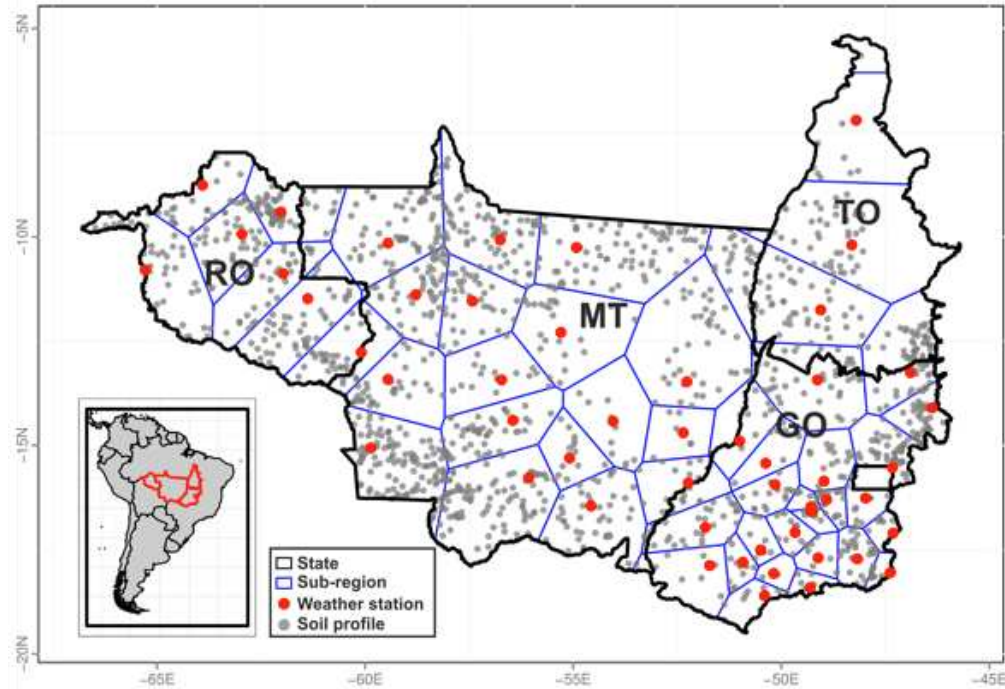 −5N
−10N
−15N
−20N
TO
RO
MT
GO
State
Sub-region
Weather station
Soil profile
−65E
−60E
−55E
−50E
−45E